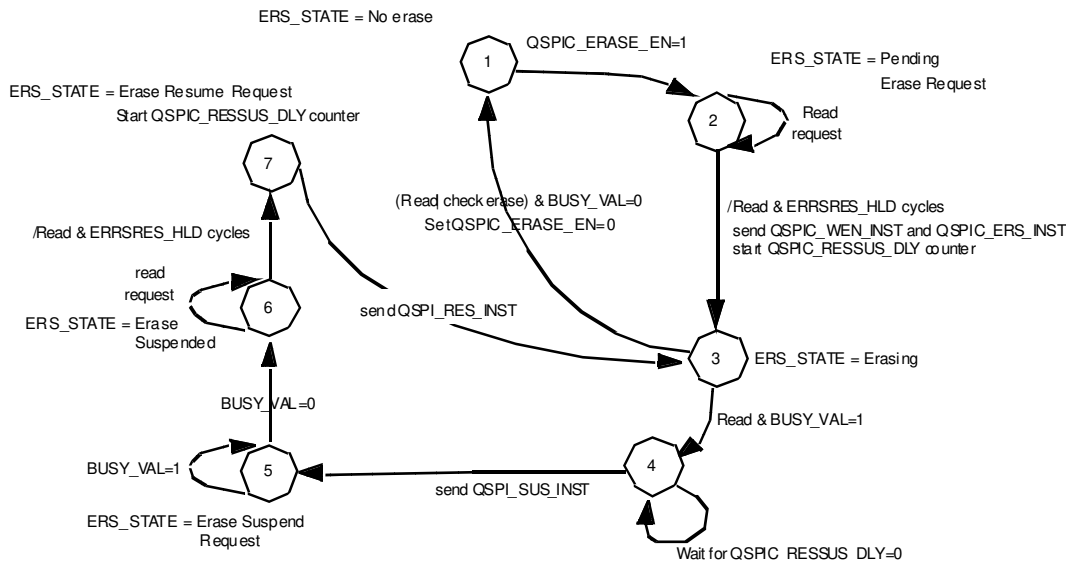 ERS_STATE = No erase
1
QSPIC_ERASE_EN=1
ERS_STATE = Pending
Erase Request
ERS_STATE = Erase Resume Request
Start QSPIC_RESSUS_DLY counter
2
Read
request
7
(Read| check erase) & BUSY_VAL=0
Set QSPIC_ERASE_EN=0
/Read & ERRSRES_HLD cycles
send QSPIC_WEN_INST and QSPIC_ERS_INST
start QSPIC_RESSUS_DLY counter
/Read & ERRSRES_HLD cycles
read
request
6
send QSPI_RES_INST
ERS_STATE = Erase
Suspended
3
ERS_STATE = Erasing
BUSY_VAL=0
Read & BUSY_VAL=1
BUSY_VAL=1
5
4
send QSPI_SUS_INST
ERS_STATE = Erase Suspend
Request
Wait for QSPIC_RESSUS_DLY=0